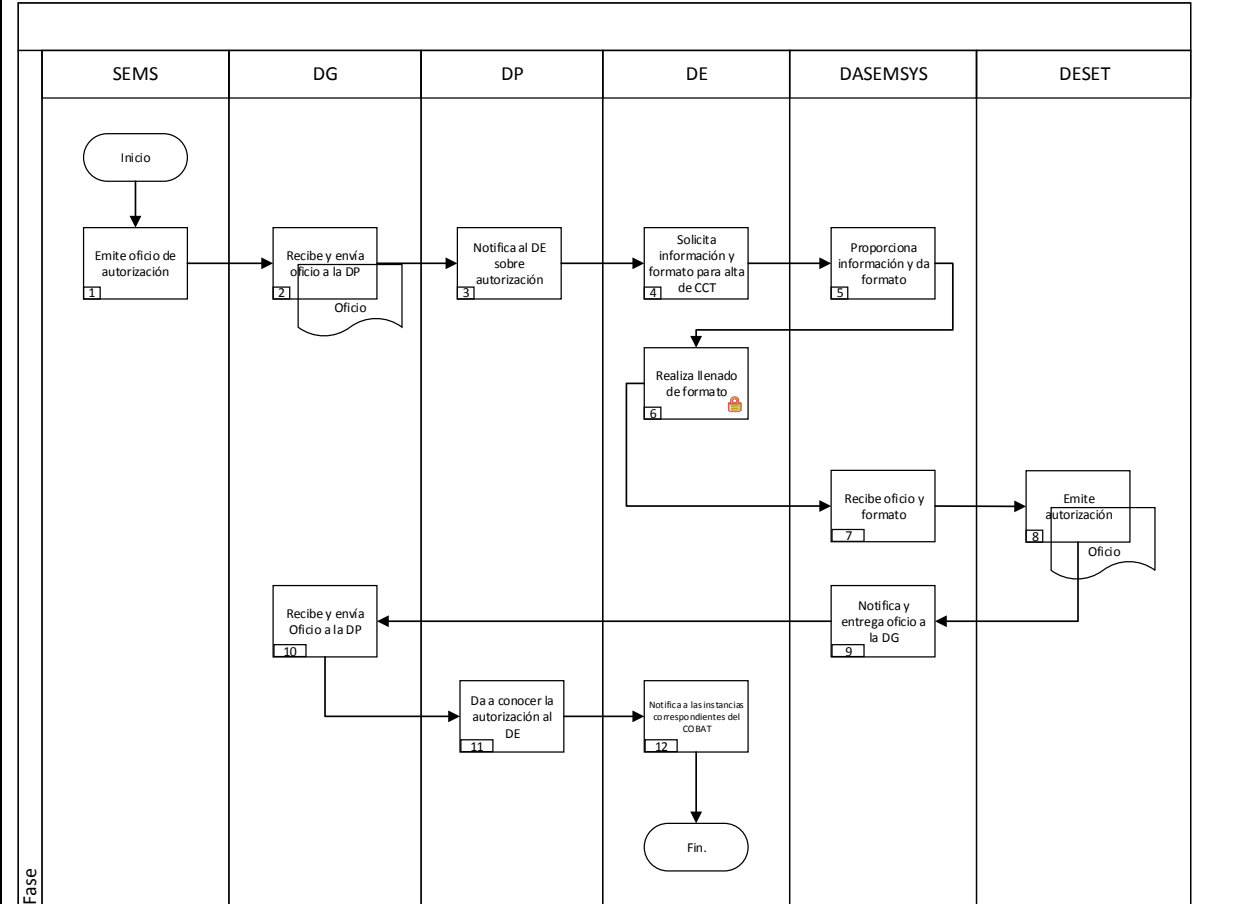 SEMS
DG
DP
DE
DASEMSYS
DESET
Inicio
Emite oficio de
autorización
1
Recibe y envía
oficio a la DP
2
Oficio
Notifica al DE
sobre
autorización
3
Solicita
información y
formato para alta
de CCT
4
Proporciona
información y da
formato
5
Realiza llenado
de formato
6
Recibe oficio y
formato
7
Emite
autorización
8
Oficio
Notifica y
entrega oficio a
la DG
9
Recibe y envía
Oficio a la DP
10
Da a conocer la
autorización al
DE
11
Notifica a las instancias
correspondientes del
COBAT
12
Fin.
Fase